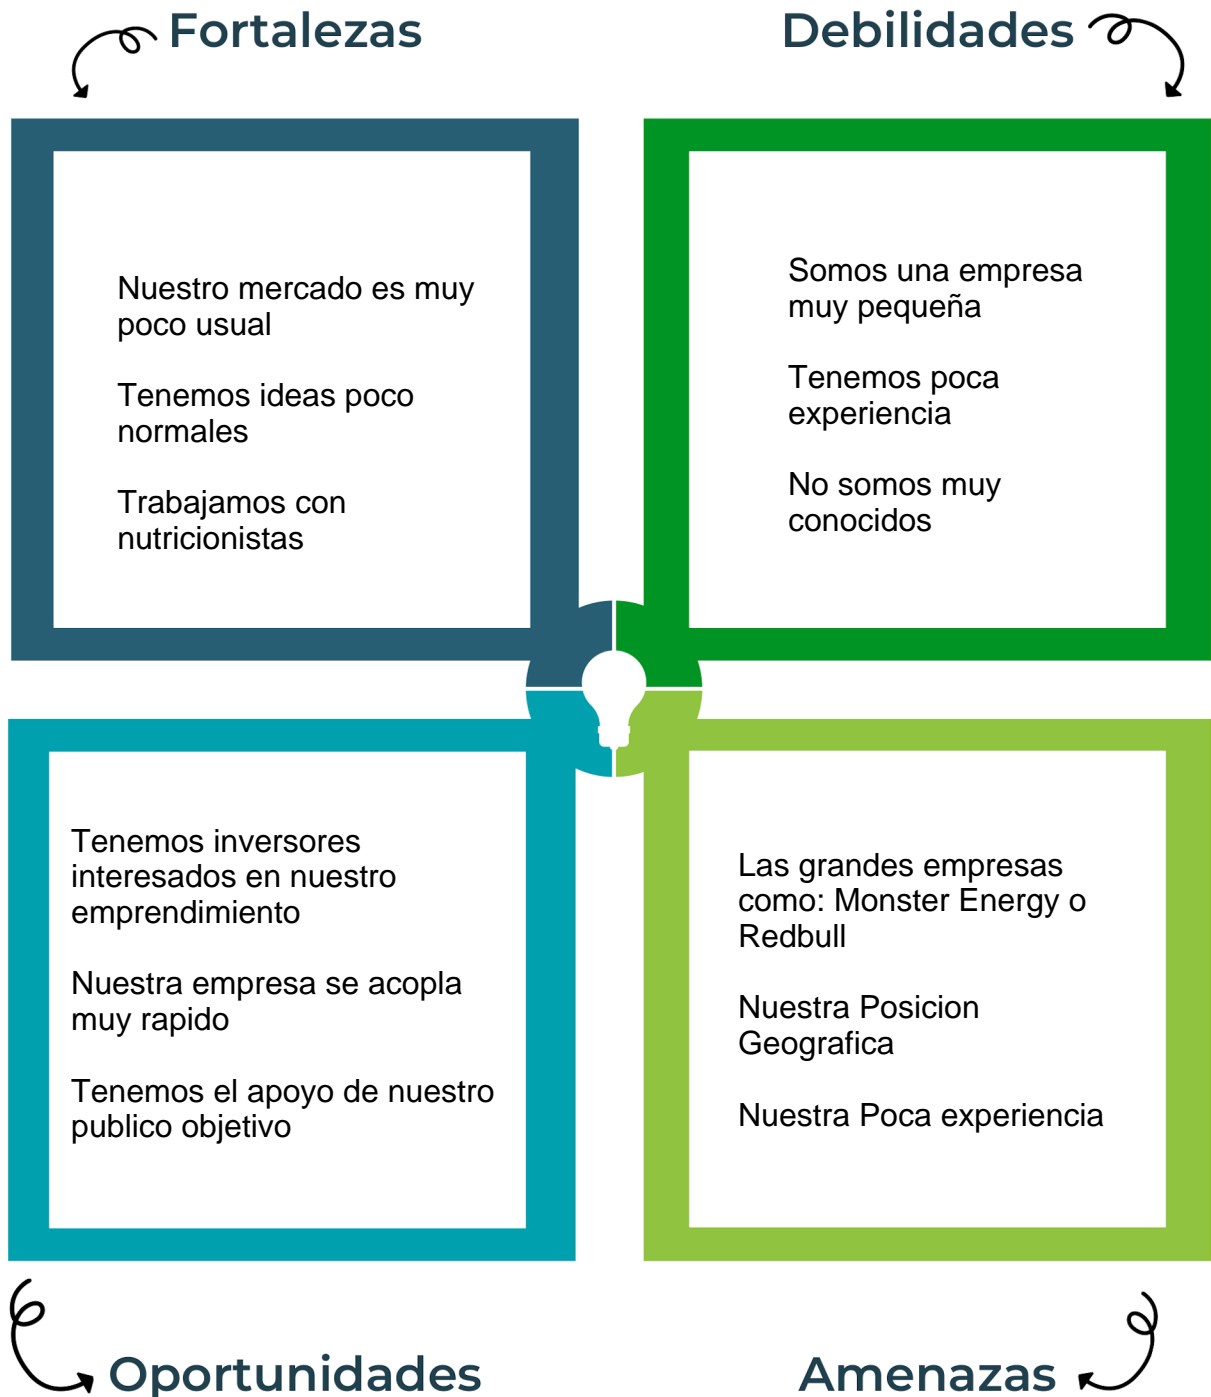 Fortalezas
Nuestro mercado es muy
poco usual
Tenemos ideas poco
normales
Trabajamos con
nutricionistas
Debilidades
Somos una empresa
muy pequeña
Tenemos poca
experiencia
No somos muy
conocidos
Tenemos inversores
interesados en nuestro
emprendimiento
Nuestra empresa se acopla
muy rapido
Tenemos el apoyo de nuestro
publico objetivo
Oportunidades
Las grandes empresas
como: Monster Energy o
Redbull
Nuestra Posicion
Geografica
Nuestra Poca experiencia
Amenazas